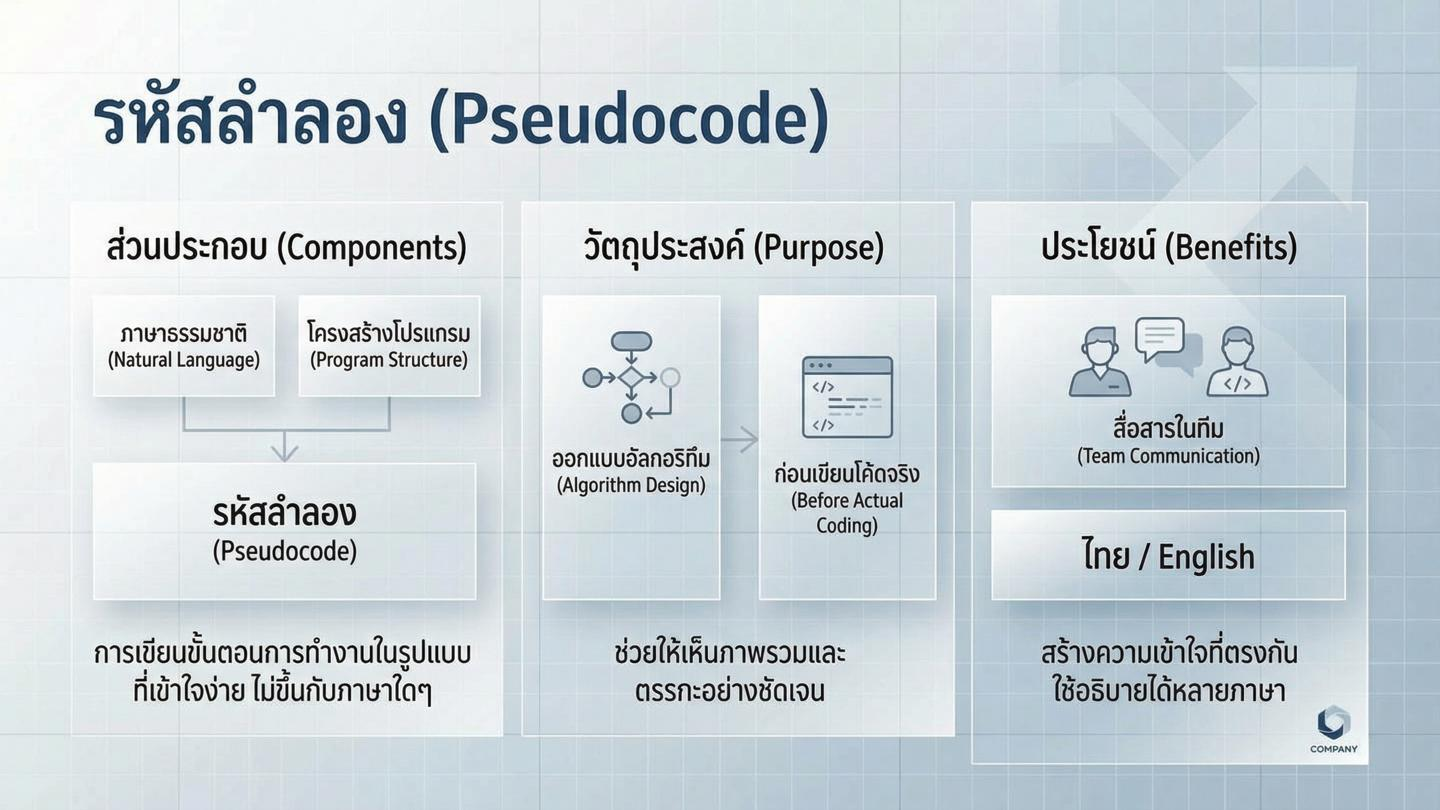 รหัสลำลอง (Pseudocode)
ส่วนประกอบ (Components)
ภาษาธรรมชาติ
(Natural Language)
โครงสร้างโปรแกรม
(Program Structure)
รหัสลำลอง
(Pseudocode)
การเขียนขั้นตอนการทำงานในรูปแบบ
ที่เข้าใจง่าย ไม่ขึ้นกับภาษาใดๆ
วัตถุประสงค์ (Purpose)
ออกแบบอัลกอริทึม
(Algorithm Design)
ก่อนเขียนโค้ดจริง
(Before Actual
Coding)
ช่วยให้เห็นภาพรวมและ
ตรรกะอย่างชัดเจน
ประโยชน์ (Benefits)
สื่อสารในทีม
(Team Communication)
ไทย / English
สร้างความเข้าใจที่ตรงกัน
ใช้อธิบายได้หลายภาษา
COMPANY